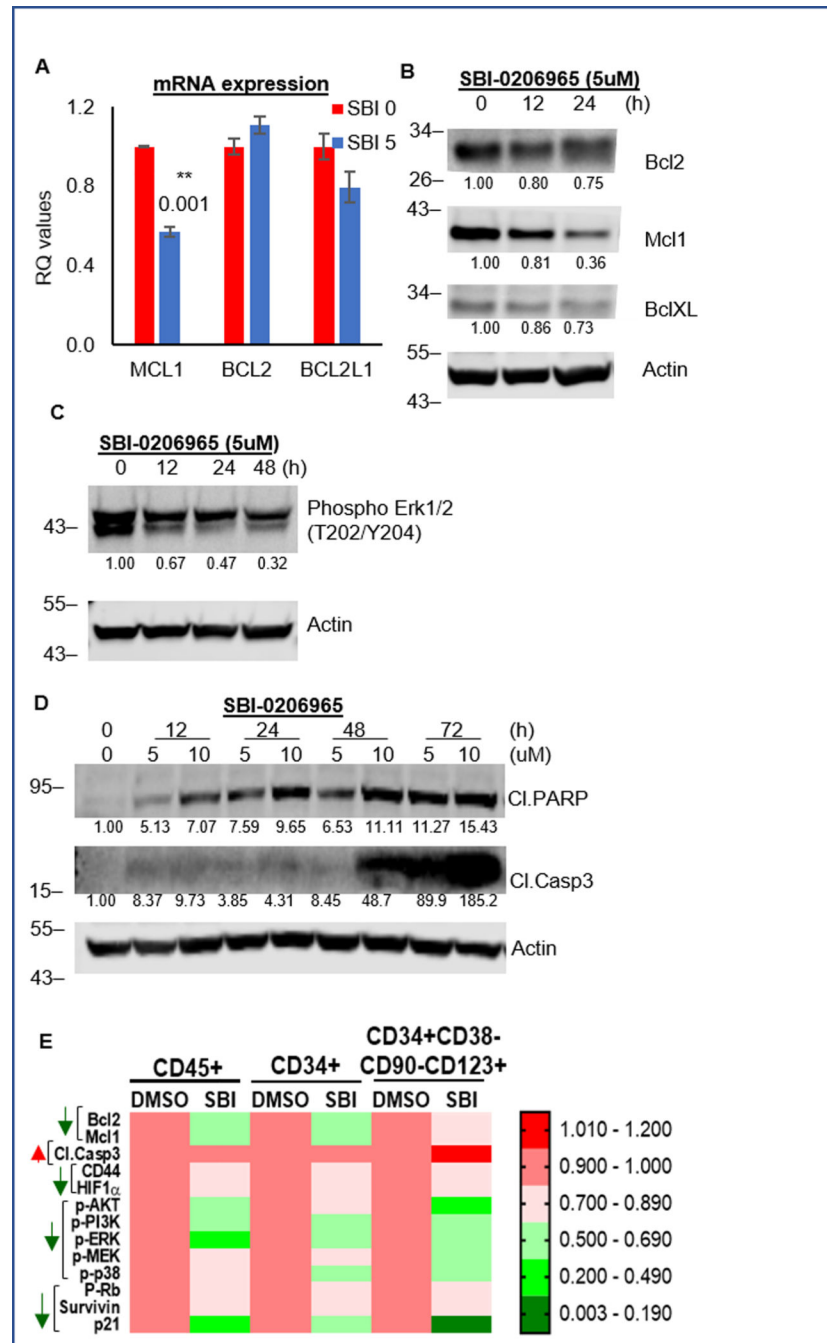 A
mRNA expression
SBI 0
SBI 5
1.2
0.8
0.4
0.0
RQ values
**
0.001
MCL1 BCL2 BCL2L1
B
SBI-0206965 (5uM)
0 12 24 (h)
34–
26–
Bcl2
1.00 0.80 0.75
43–
Mcl1
1.00 0.81 0.36
34–
BclXL
1.00 0.86 0.73
55–
Actin
43–
C
SBI-0206965 (5uM)
0 12 24 48 (h)
43–
Phospho Erk1/2
(T202/Y204)
1.00 0.67 0.47 0.32
55–
Actin
43–
D
SBI-0206965
0 12 24 48 72 (h)
0 5 10 5 10 5 10 5 10 (uM)
95–
Cl.PARP
1.00 5.13 7.07 7.59 9.65 6.53 11.11 11.27 15.43
Cl.Casp3
15–
1.00 8.37 9.73 3.85 4.31 8.45 48.7 89.9 185.2
55–
Actin
43–
E
CD45+ CD34+ CD34+CD38-
CD90-CD123+
DMSO SBI DMSO SBI DMSO SBI
Bcl2
Mcl1
Cl.Casp3
CD44
HIF1α
p-AKT
p-PI3K
p-ERK
p-MEK
p-p38
P-Rb
Survivin
p21
1.010 - 1.200
0.900 - 1.000
0.700 - 0.890
0.500 - 0.690
0.200 - 0.490
0.003 - 0.190